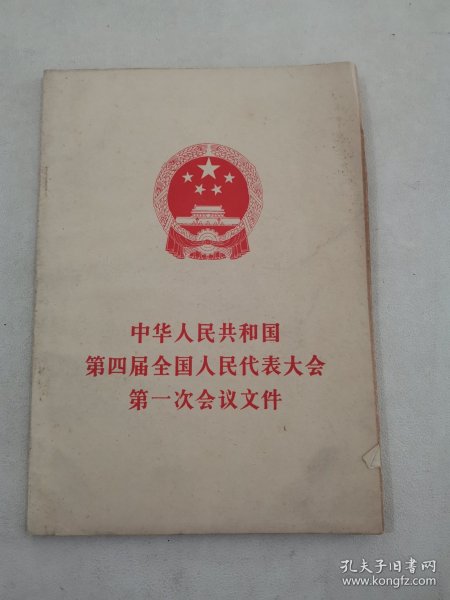 中华人民共和国
第四届全国人民代表大会
第一次会议文件
孔夫子旧书网
www.kongfz.com